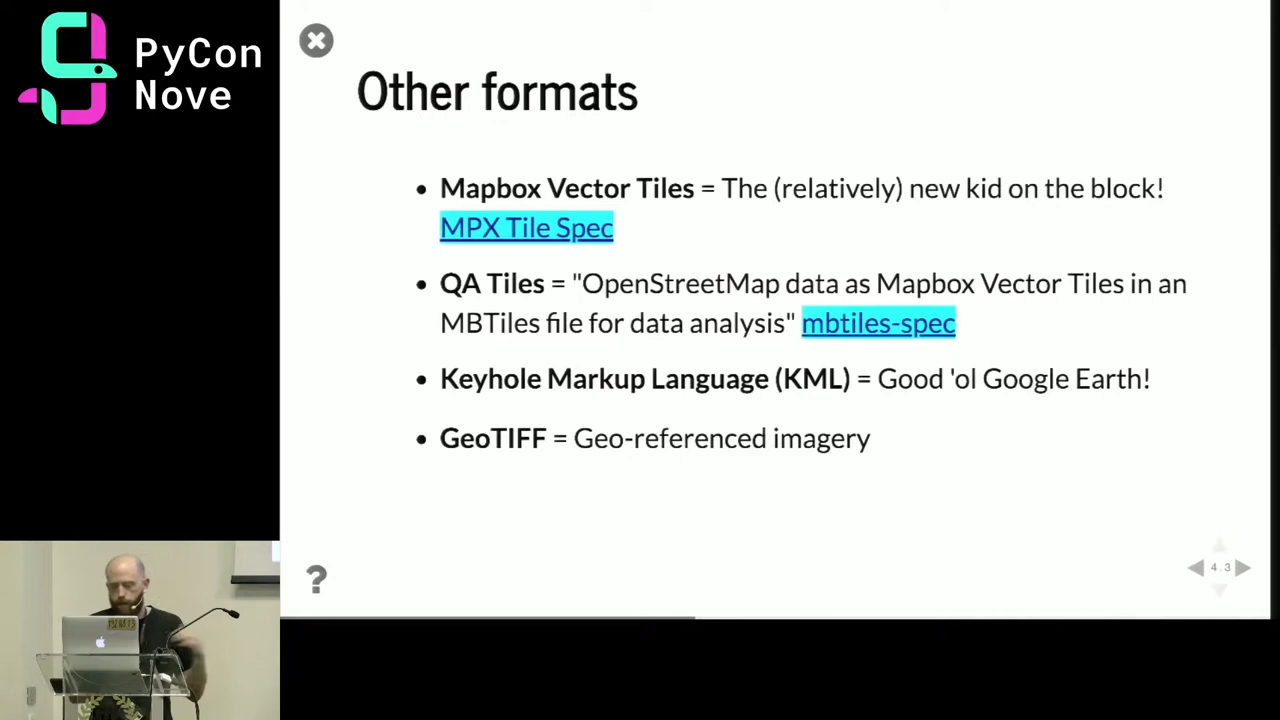 PyCon
Nove
Other formats
Mapbox Vector Tiles = The (relatively) new kid on the block!
MPX Tile Spec
QA Tiles = "OpenStreetMap data as Mapbox Vector Tiles in an
MBTiles file for data analysis" mbtiles-spec
Keyhole Markup Language (KML) = Good 'ol Google Earth!
GeoTIFF = Geo-referenced imagery
?
4.3